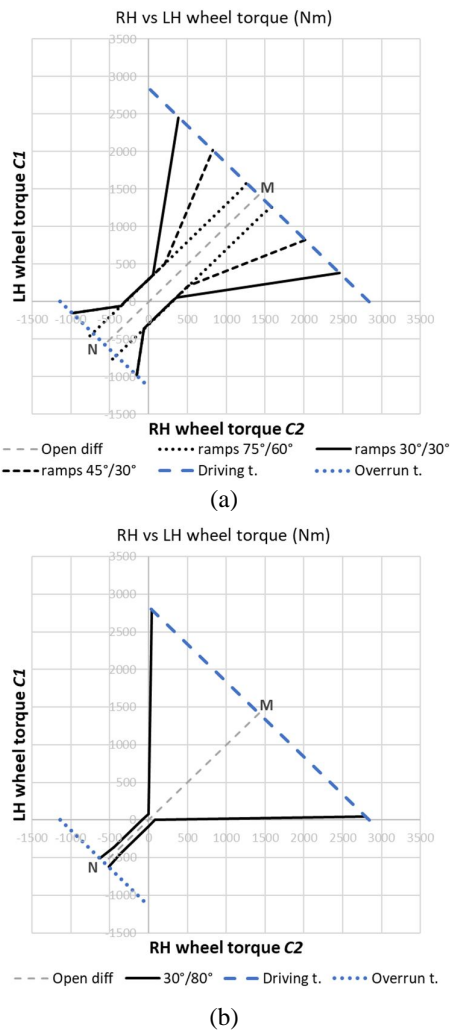 RH vs LH wheel torque (Nm)
3500
3000
2500
2000
1500
M
1000
500
0
-1500 -1000 -500 0 500 1000 1500 2000 2500 3000 3500
-500
N
-1000
-1500
LH wheel torque C1
RH wheel torque C2
Open diff ramps 75°/60° ramps 30°/30°
ramps 45°/30° Driving t. Overrun t.
(a)
RH vs LH wheel torque (Nm)
3500
3000
2500
2000
1500
M
1000
500
0
-1500 -1000 -500 0 500 1000 1500 2000 2500 3000 3500
-500
N
-1000
-1500
LH wheel torque C1
RH wheel torque C2
Open diff 30°/80° Driving t. Overrun t.
(b)